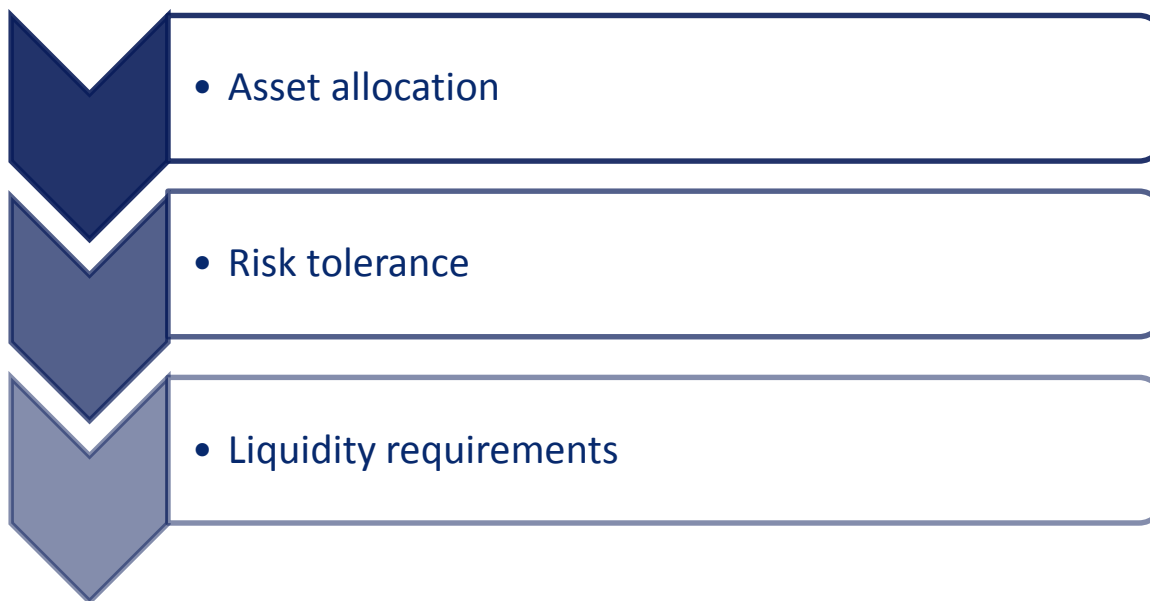 • Asset allocation
• Risk tolerance
• Liquidity requirements